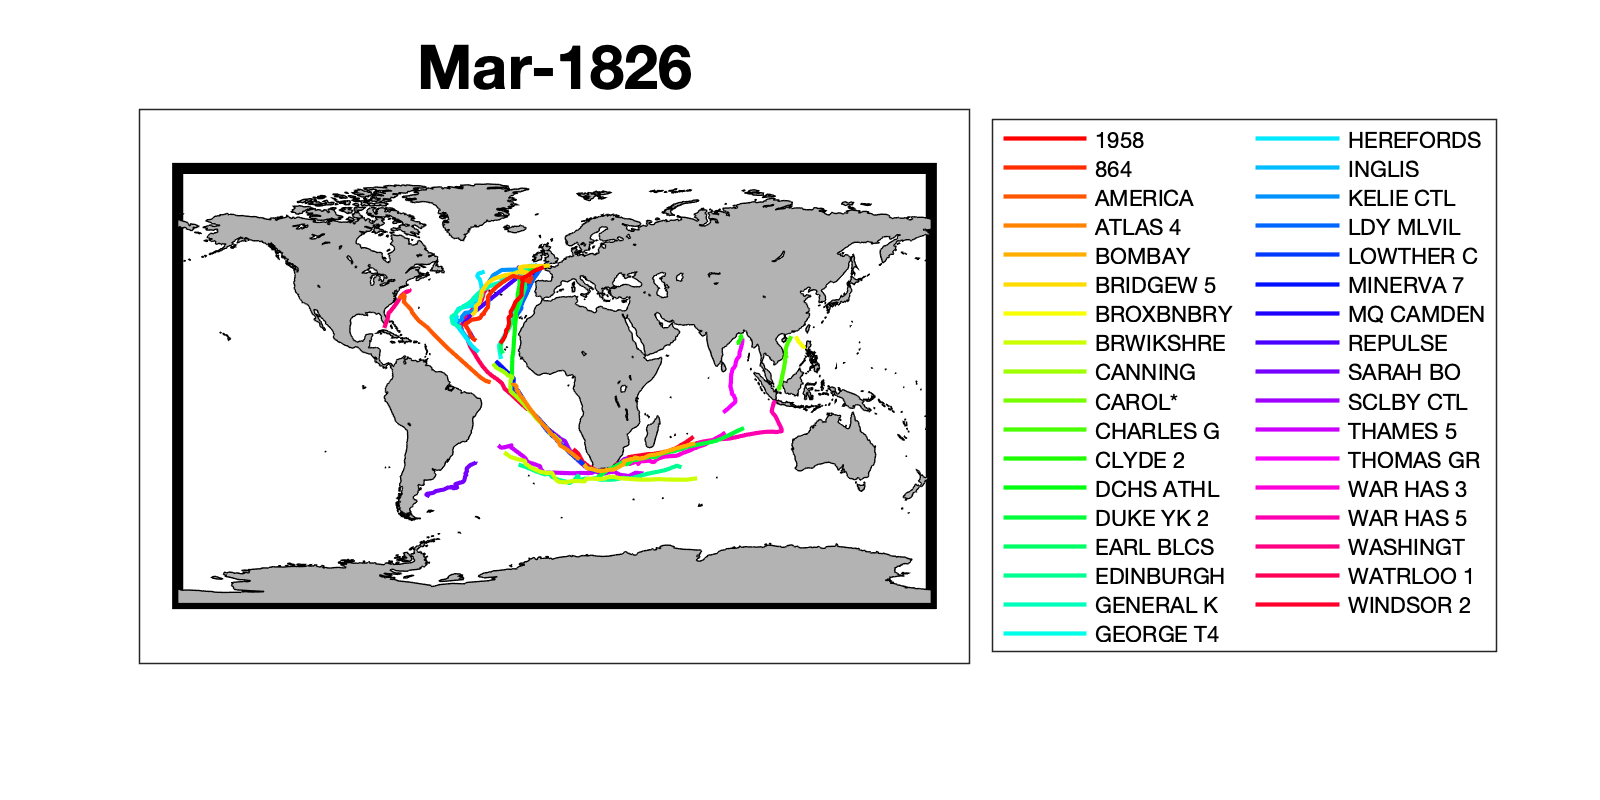 Mar-1826
1958
864
AMERICA
ATLAS 4
BOMBAY
BRIDGEW 5
BROXBNBRY
BRWIKSHRE
CANNING
CAROL*
CHARLES G
CLYDE 2
DCHS ATHL
DUKE YK 2
EARL BLCS
EDINBURGH
GENERAL K
GEORGE T4
HEREFORDS
INGLIS
KELIE CTL
LDY MLVIL
LOWTHER C
MINERVA 7
MQ CAMDEN
REPULSE
SARAH BO
SCLBY CTL
THAMES 5
THOMAS GR
WAR HAS 3
WAR HAS 5
WASHINGT
WATRLOO 1
WINDSOR 2